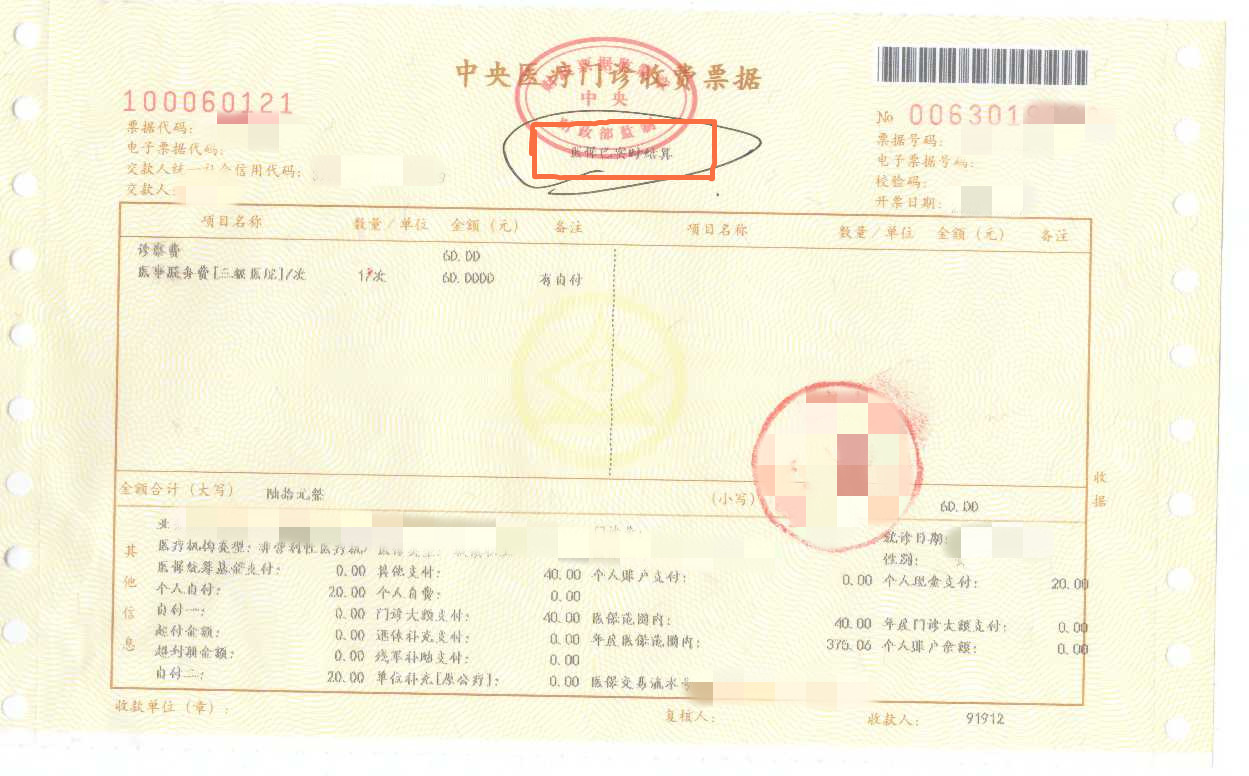 中央医疗门诊收费票据
中央
财政部监制
100060121
No 006301
票据代码:
票据号码:
电子票据代码:
电子票据号码:
交款人统一社会信用代码:
校验码:
交款人:
开票日期:
医保已实时结算
项目名称 数量/单位 金额(元) 备注 项目名称 数量/单位 金额(元) 备注
诊察费 60.00
医事服务费[三级医院]/次 1/次 60.0000 有自付
金额合计(大写) 陆拾元整 (小写) 60.00
收据
其他信息
就诊日期:
医疗机构类型: 非营利性医疗机 性别:
医保统筹基金支付: 0.00 其他支付: 40.00 个人账户支付: 0.00 个人现金支付: 20.00
个人自付: 20.00 个人自费: 0.00
自付一: 0.00 门诊大额支付: 40.00 医保范围内: 40.00 年度门诊大额支付: 0.00
起付金额: 0.00 退休补充支付: 0.00 年度医保范围内: 375.06 个人账户余额: 0.00
超封顶金额: 0.00 残军补助支付: 0.00
自付二: 20.00 单位补充[原公疗]: 0.00 医保交易流水号
收款单位(章): 复核人: 收款人: 91912